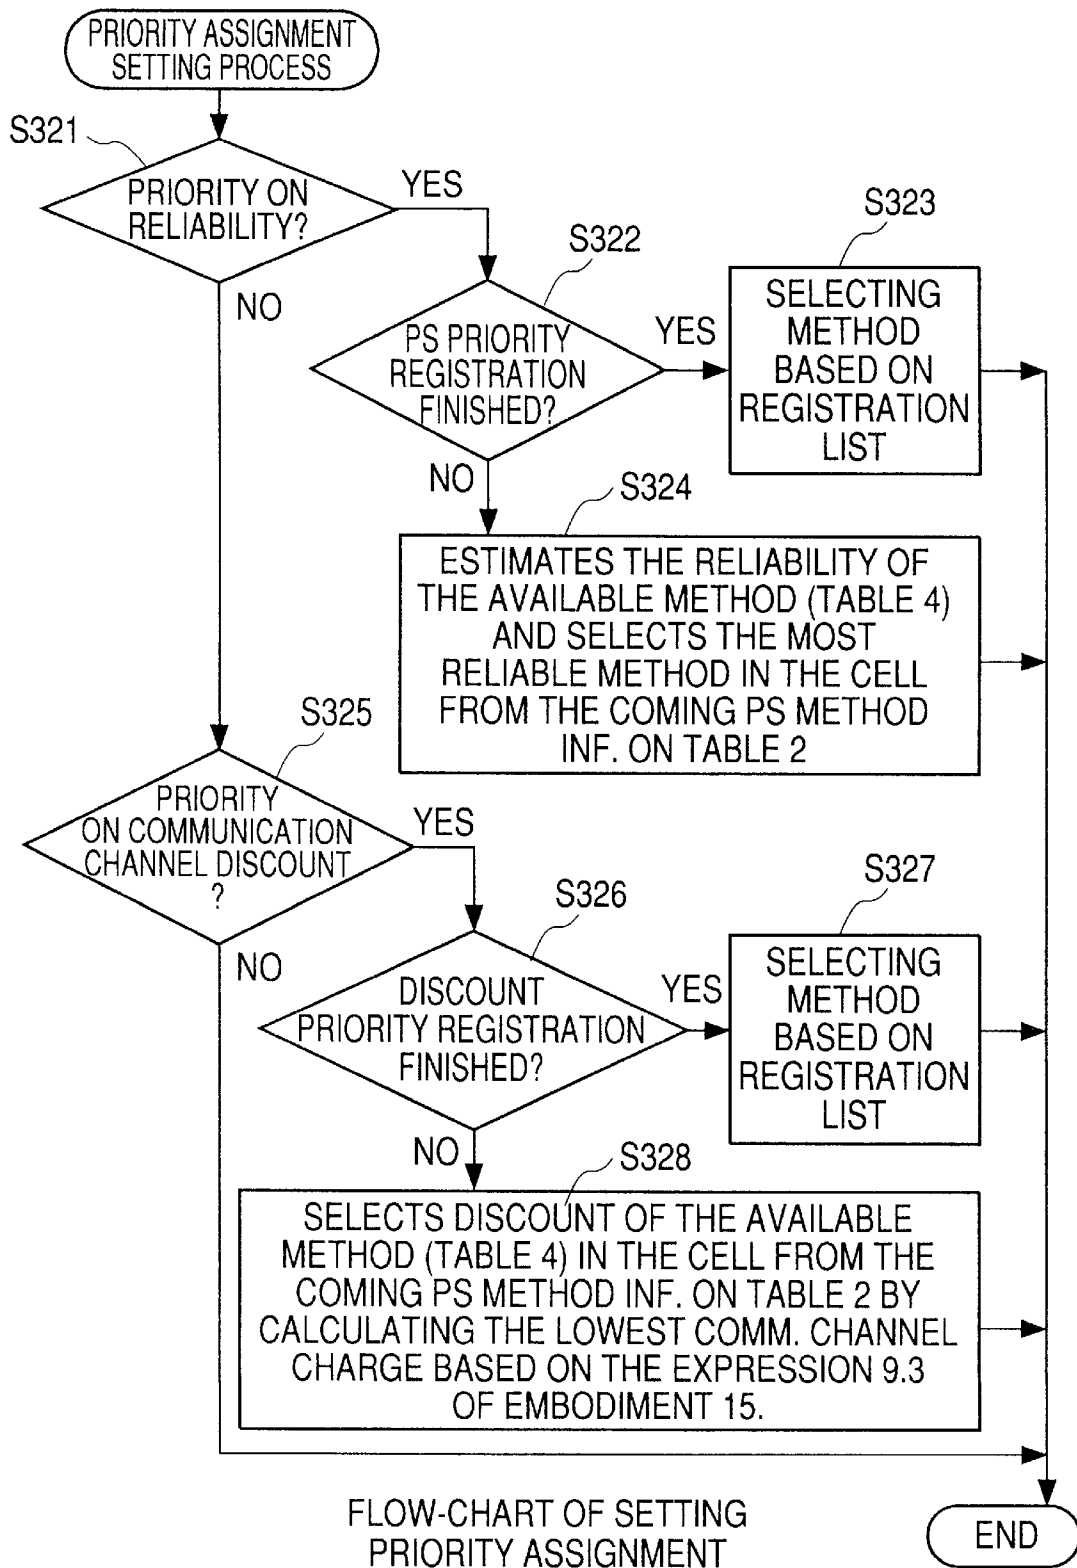 PRIORITY ASSIGNMENT
SETTING PROCESS
S321
PRIORITY ON
RELIABILITY?
YES
NO
S322
PS PRIORITY
REGISTRATION
FINISHED?
YES
NO
S323
SELECTING
METHOD
BASED ON
REGISTRATION
LIST
S324
ESTIMATES THE RELIABILITY OF
THE AVAILABLE METHOD (TABLE 4)
AND SELECTS THE MOST
RELIABLE METHOD IN THE CELL
FROM THE COMING PS METHOD
INF. ON TABLE 2
S325
PRIORITY
ON COMMUNICATION
CHANNEL DISCOUNT
?
YES
NO
S326
DISCOUNT
PRIORITY REGISTRATION
FINISHED?
YES
NO
S327
SELECTING
METHOD
BASED ON
REGISTRATION
LIST
S328
SELECTS DISCOUNT OF THE AVAILABLE
METHOD (TABLE 4) IN THE CELL FROM THE
COMING PS METHOD INF. ON TABLE 2 BY
CALCULATING THE LOWEST COMM. CHANNEL
CHARGE BASED ON THE EXPRESSION 9.3
OF EMBODIMENT 15.
FLOW-CHART OF SETTING
PRIORITY ASSIGNMENT
END